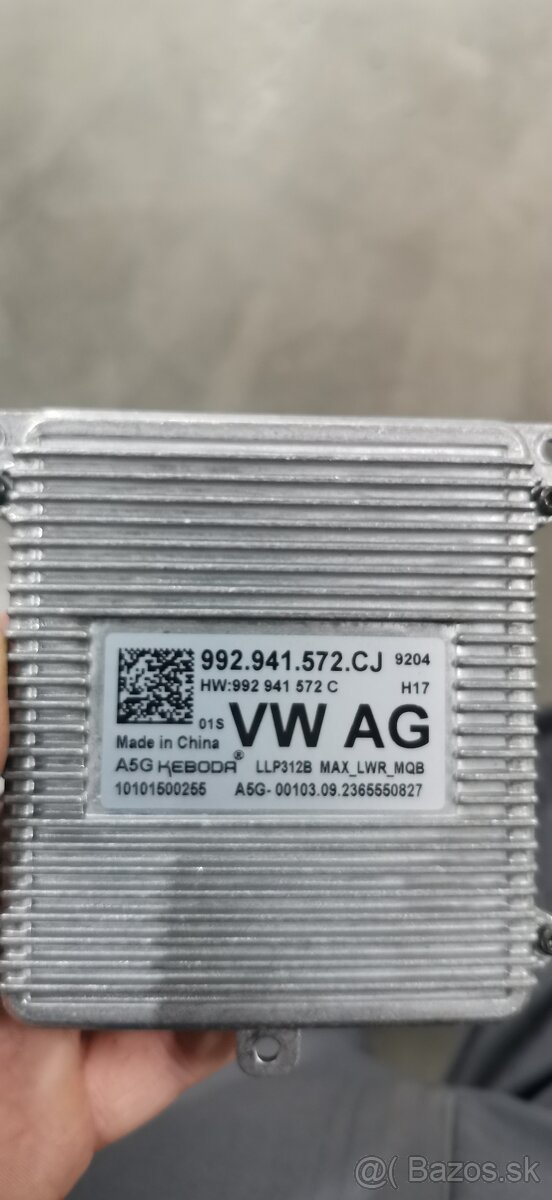 992.941.572.CJ 9204
HW:992 941 572 C H17
01S VW AG
Made in China
A5G KEBODA® LLP312B MAX_LWR_MQB
10101500255 A5G-00103.09.2365550827
@( Bazos.sk